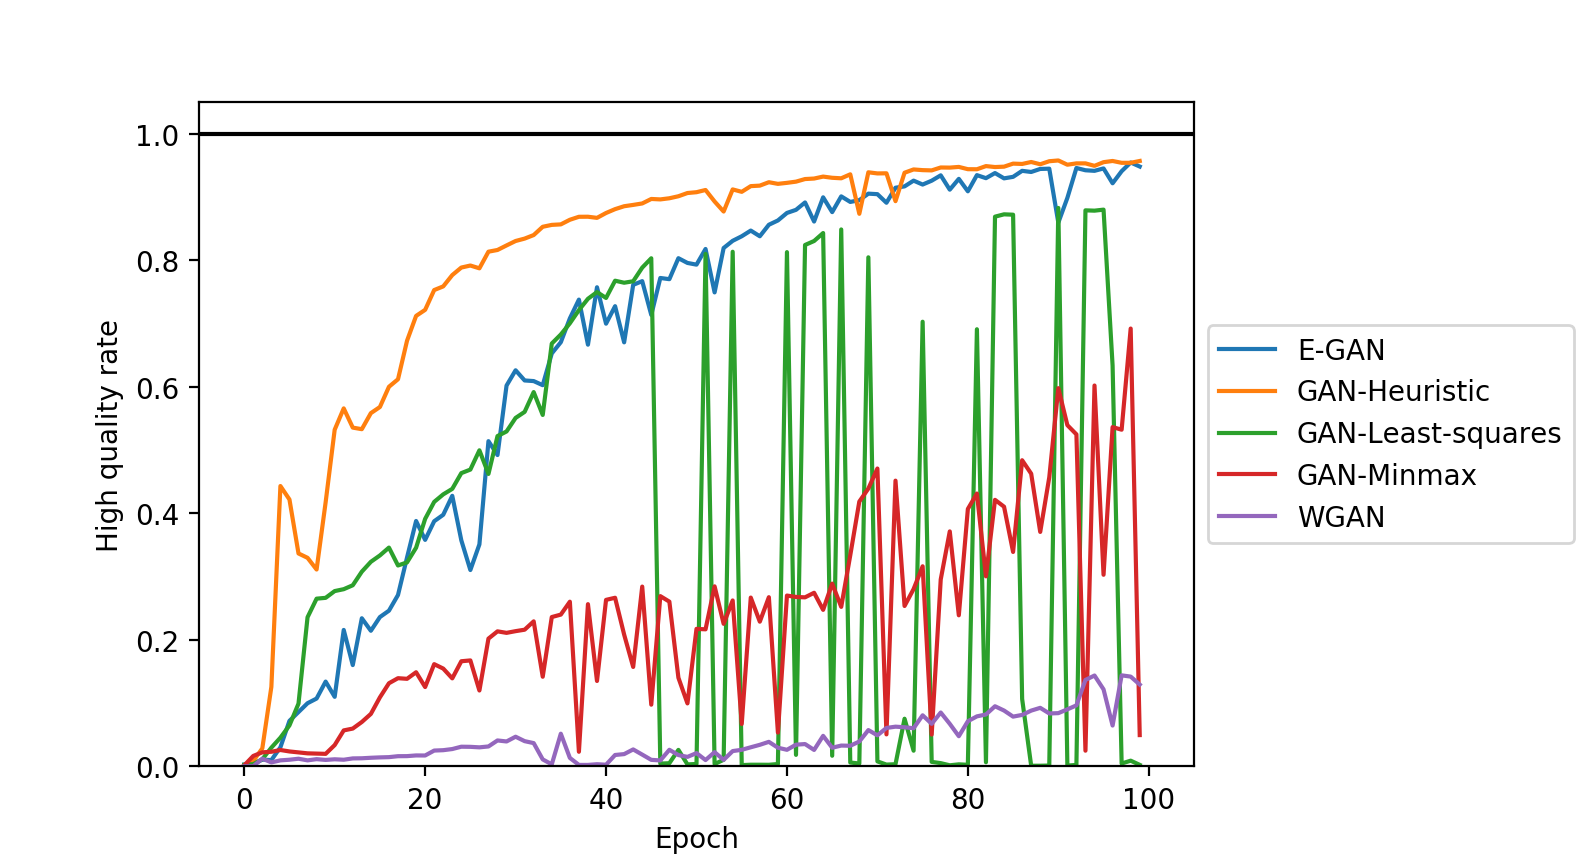 1.0
0.8
0.6
0.4
0.2
0.0
High quality rate
0 20 40 60 80 100
Epoch
E-GAN
GAN-Heuristic
GAN-Least-squares
GAN-Minmax
WGAN